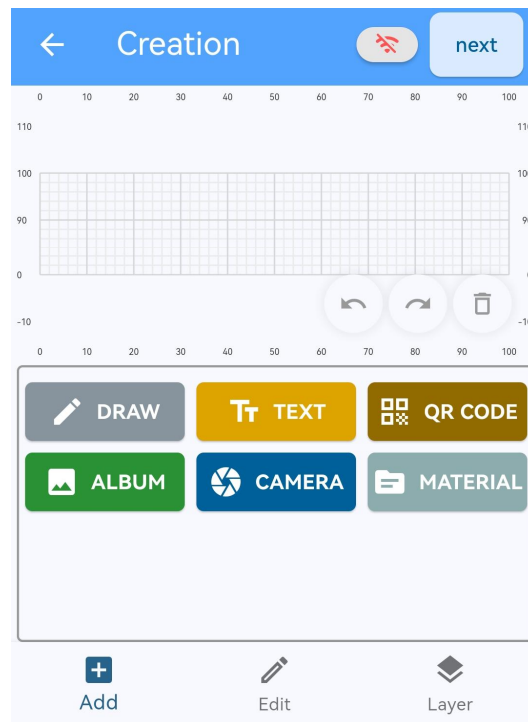 Creation
next
0 10 20 30 40 50 60 70 80 90 100
110
100
90
0
-10
0 10 20 30 40 50 60 70 80 90 100
DRAW TEXT QR CODE
ALBUM CAMERA MATERIAL
Add Edit Layer